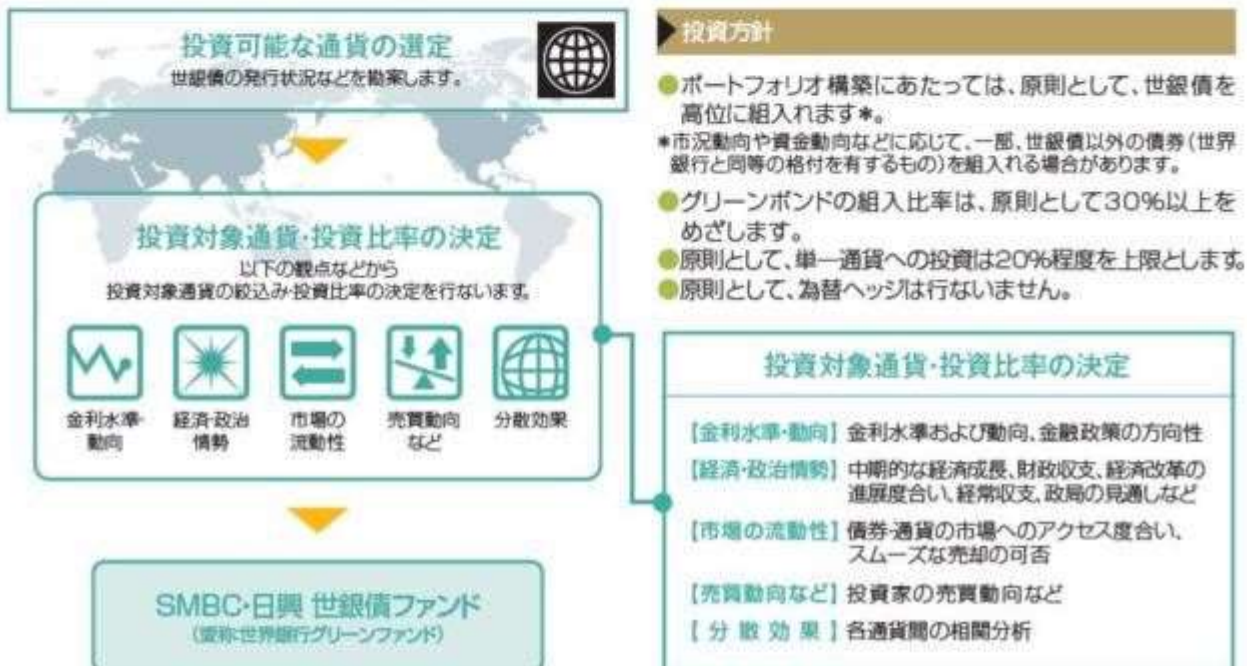 投資可能な通貨の選定
世銀債の発行状況などを勘案します。
投資対象通貨・投資比率の決定
以下の観点などから
投資対象通貨の絞込み・投資比率の決定を行ないます。
金利水準・
動向
経済・政治
情勢
市場の
流動性
売買動向
など
分散効果
SMBC・日興 世銀債ファンド
(愛称:世界銀行グリーンファンド)
投資方針
●ポートフォリオ構築にあたっては、原則として、世銀債を
高位に組入れます*。
*市況動向や資金動向などに応じて、一部、世銀債以外の債券(世界
銀行と同等の格付を有するもの)を組入れる場合があります。
●グリーンボンドの組入比率は、原則として30%以上を
めざします。
●原則として、単一通貨への投資は20%程度を上限とします。
●原則として、為替ヘッジは行ないません。
投資対象通貨・投資比率の決定
【金利水準・動向】金利水準および動向、金融政策の方向性
【経済・政治情勢】中期的な経済成長、財政収支、経済改革の
進展度合い、経常収支、政局の見通しなど
【市場の流動性】債券・通貨の市場へのアクセス度合い、
スムーズな売却の可否
【売買動向など】投資家の売買動向など
【分散効果】各通貨間の相関分析